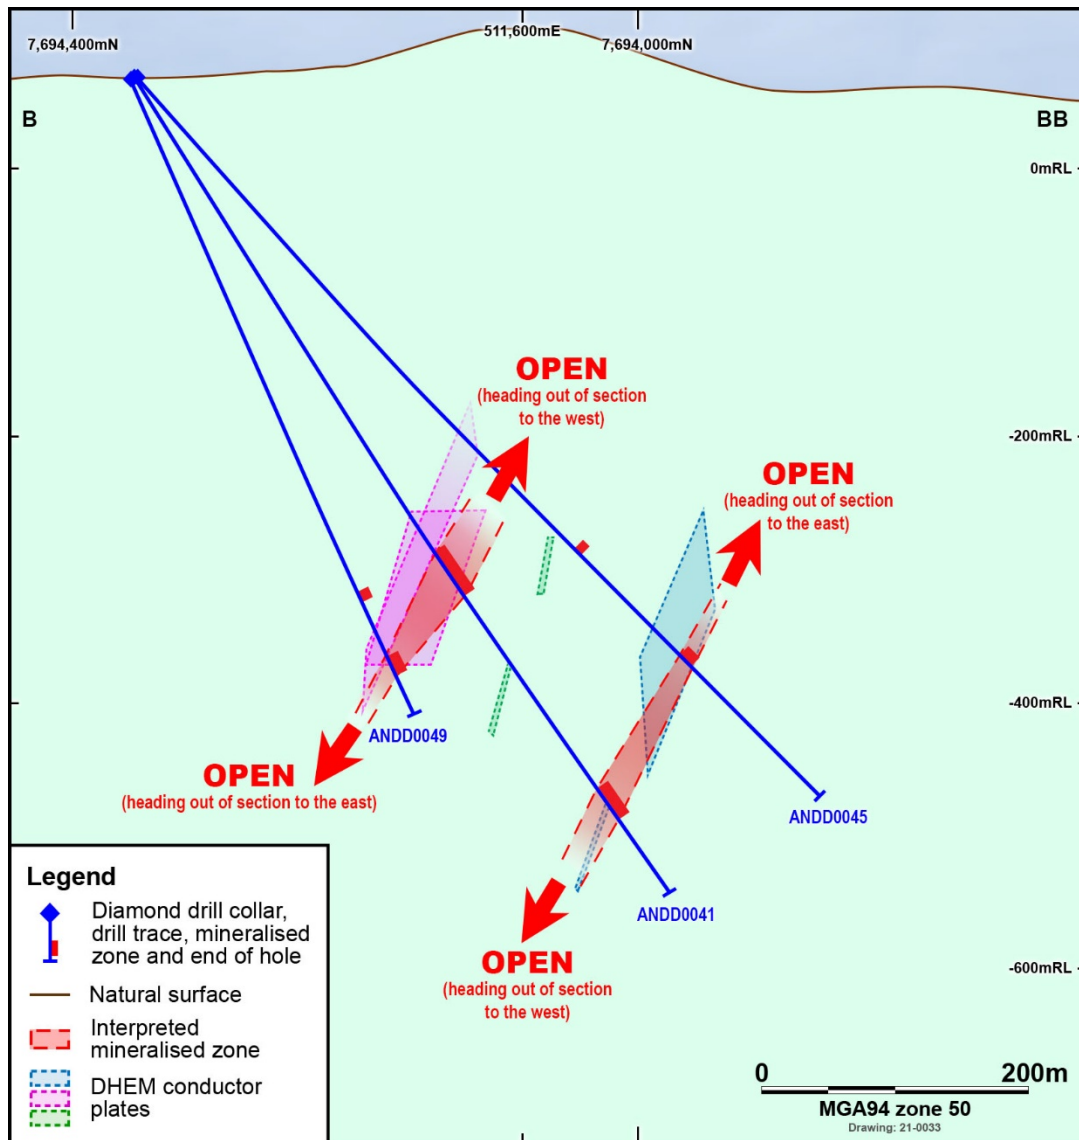 7,694,400mN
511,600mE
7,694,000mN
B
BB
0mRL
OPEN
(heading out of section
to the west)
-200mRL
OPEN
(heading out of section
to the east)
-400mRL
ANDD0049
OPEN
(heading out of section to the east)
ANDD0045
ANDD0041
OPEN
(heading out of section
to the west)
-600mRL
Legend
Diamond drill collar,
drill trace, mineralised
zone and end of hole
Natural surface
Interpreted
mineralised zone
DHEM conductor
plates
0
200m
MGA94 zone 50
Drawing: 21-0033